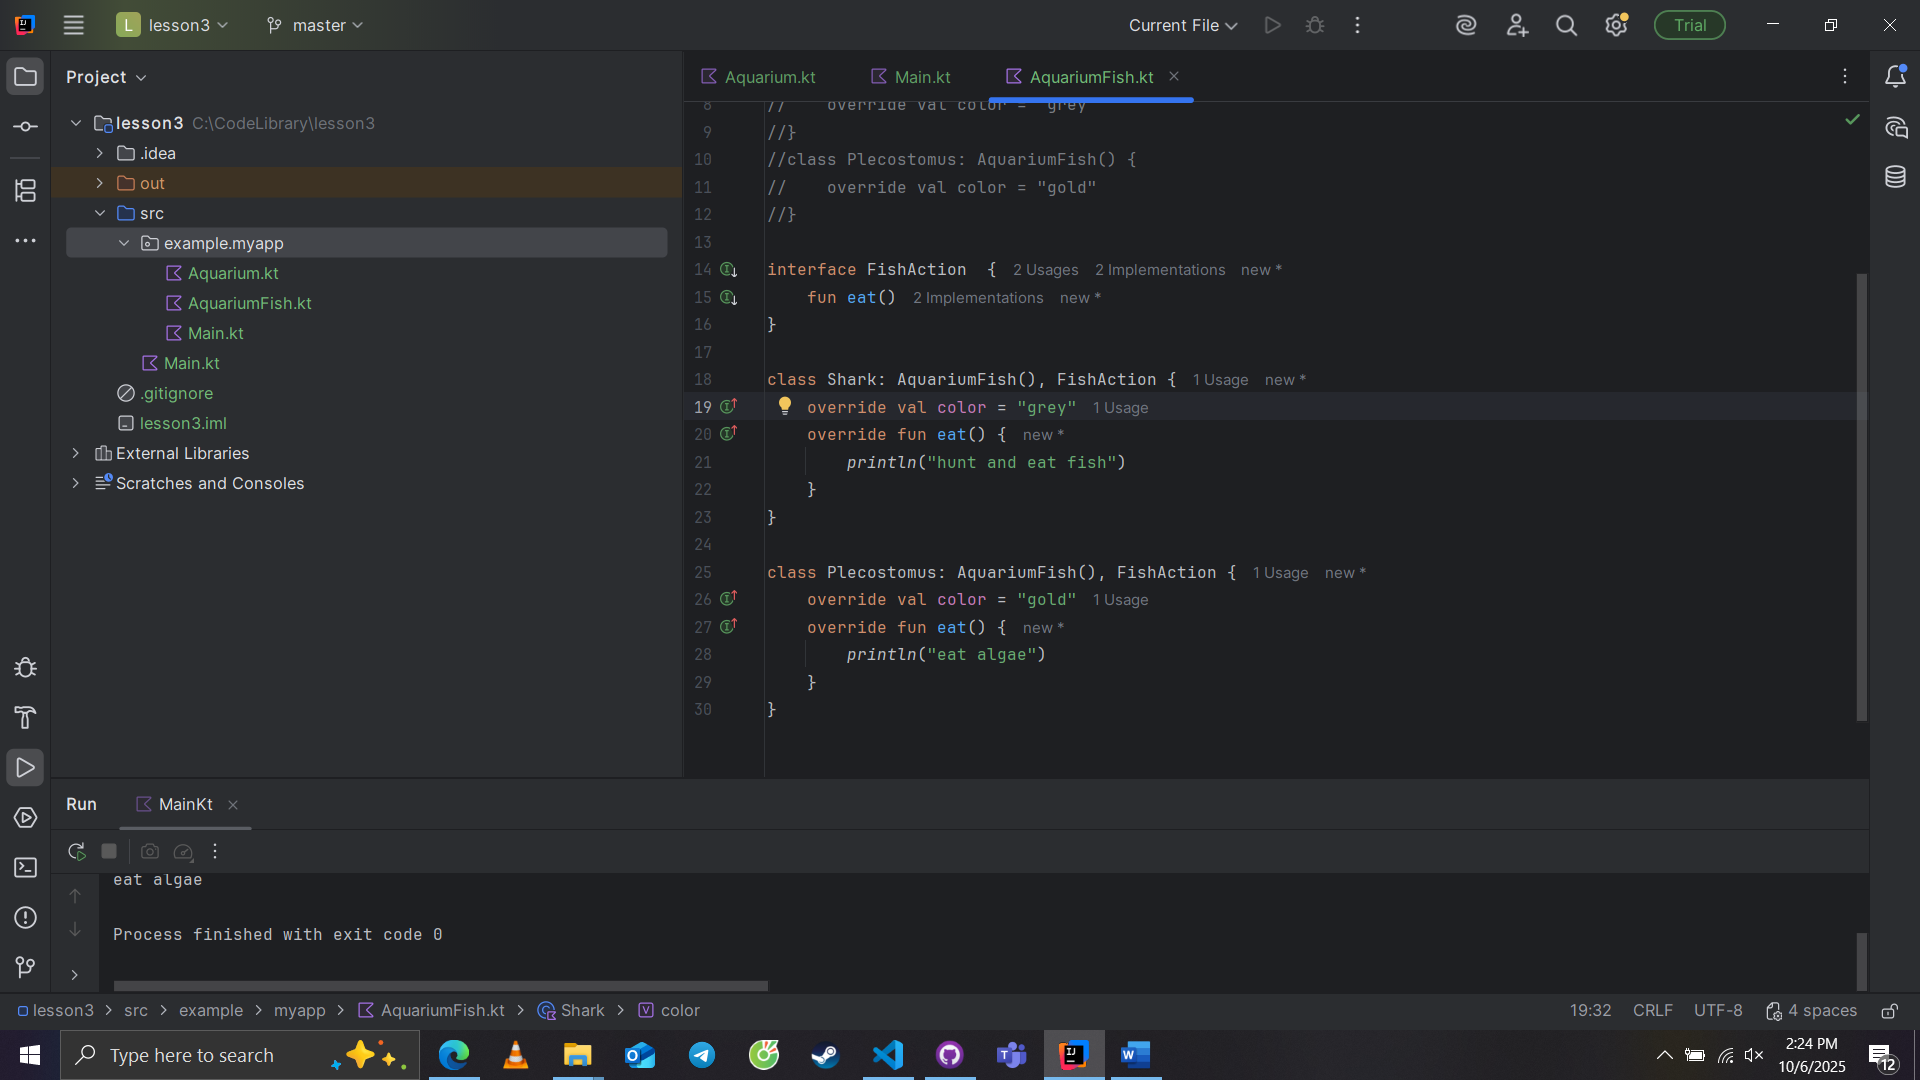 L lesson3 master Current File Trial
Project
Aquarium.kt Main.kt AquariumFish.kt
lesson3 C:\CodeLibrary\lesson3
.idea
out
src
example.myapp
Aquarium.kt
AquariumFish.kt
Main.kt
Main.kt
.gitignore
lesson3.iml
External Libraries
Scratches and Consoles
8 // override val color = "grey"
9 //}
10 //class Plecostomus: AquariumFish() {
11 // override val color = "gold"
12 //}
13
14 interface FishAction  { 2 Usages 2 Implementations new *
15 fun eat() 2 Implementations new *
16 }
17
18 class Shark: AquariumFish(), FishAction { 1 Usage new *
19 override val color = "grey" 1 Usage
20 override fun eat() { new *
21 println("hunt and eat fish")
22 }
23 }
24
25 class Plecostomus: AquariumFish(), FishAction { 1 Usage new *
26 override val color = "gold" 1 Usage
27 override fun eat() { new *
28 println("eat algae")
29 }
30 }
Run MainKt
eat algae
Process finished with exit code 0
lesson3 > src > example > myapp > AquariumFish.kt > Shark > color 19:32 CRLF UTF-8 4 spaces
Type here to search
2:24 PM
10/6/2025
12